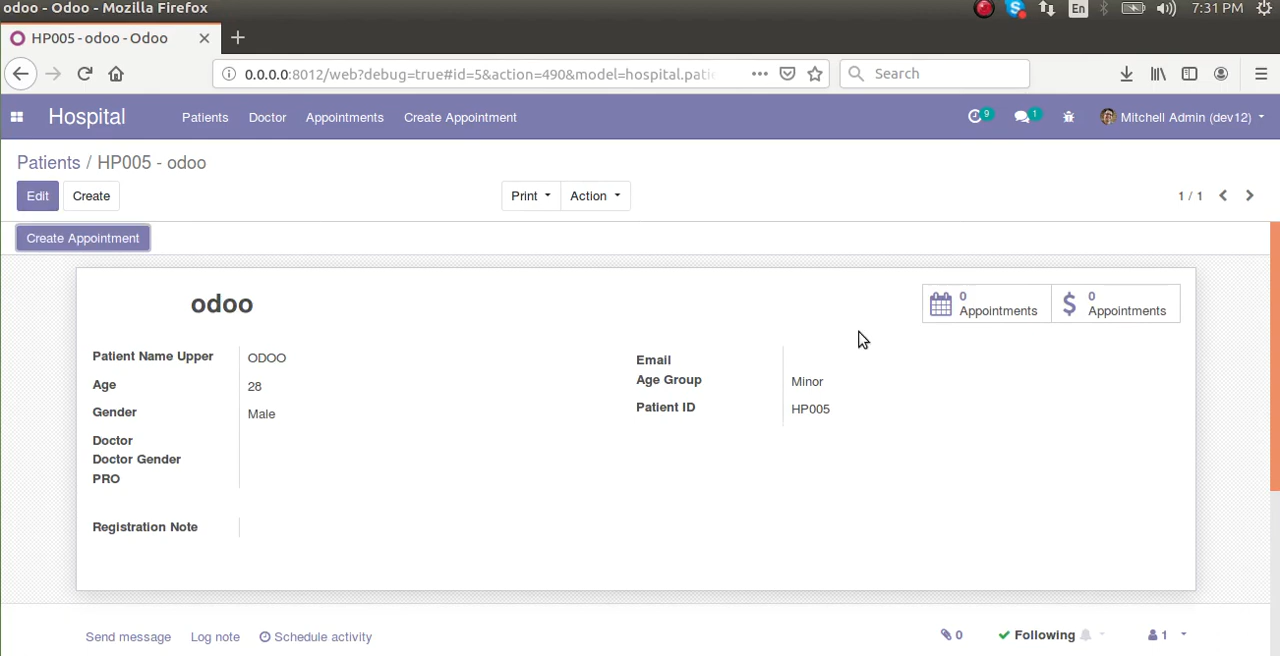 odoo - Odoo - Mozilla Firefox
En
7:31 PM
HP005 - odoo - Odoo
0.0.0.0:8012/web?debug=true#id=5&action=490&model=hospital.patie
Search
Hospital
Patients
Doctor
Appointments
Create Appointment
9
1
Mitchell Admin (dev12)
Patients / HP005 - odoo
Edit
Create
Print
Action
1 / 1
Create Appointment
odoo
0
Appointments
$
0
Appointments
Patient Name Upper
ODOO
Age
28
Gender
Male
Doctor
Doctor Gender
PRO
Registration Note
Email
Age Group
Minor
Patient ID
HP005
Send message
Log note
Schedule activity
0
Following
1